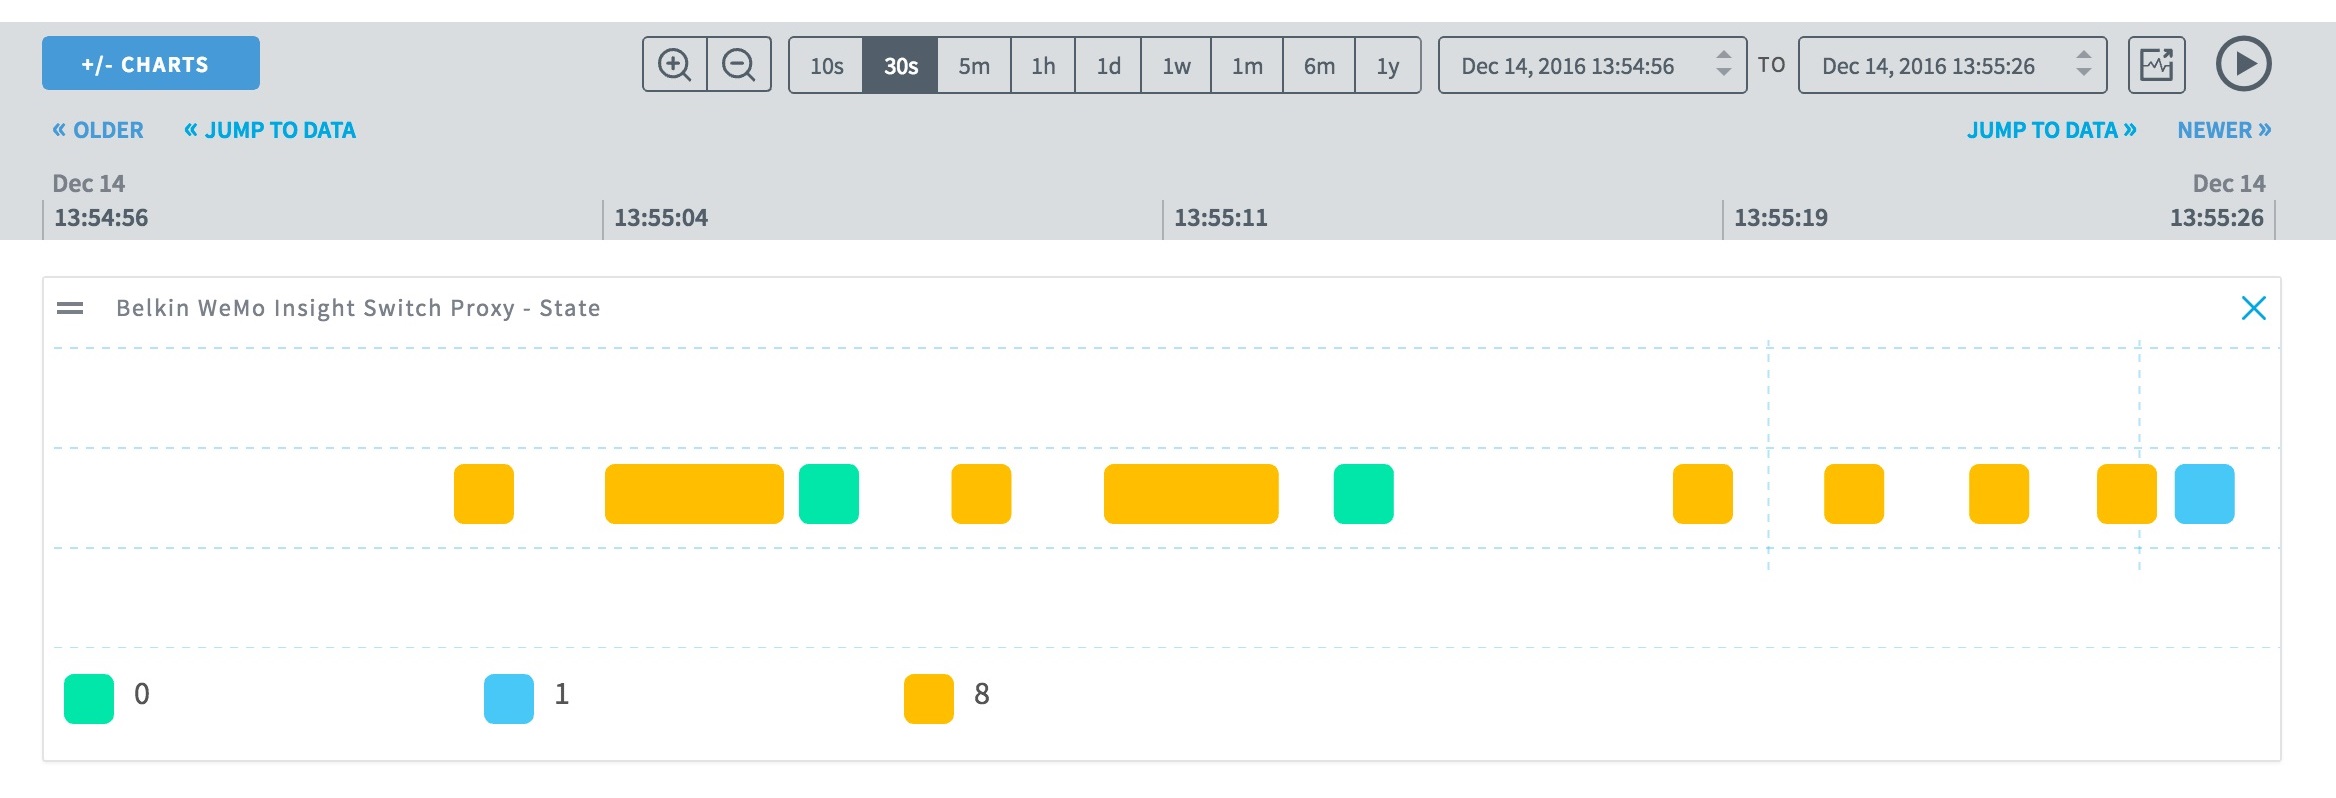 +/- CHARTS
10s 30s 5m 1h 1d 1w 1m 6m 1y Dec 14, 2016 13:54:56 TO Dec 14, 2016 13:55:26
« OLDER « JUMP TO DATA JUMP TO DATA » NEWER »
Dec 14 Dec 14
13:54:56 13:55:04 13:55:11 13:55:19 13:55:26
Belkin WeMo Insight Switch Proxy - State
0 1 8